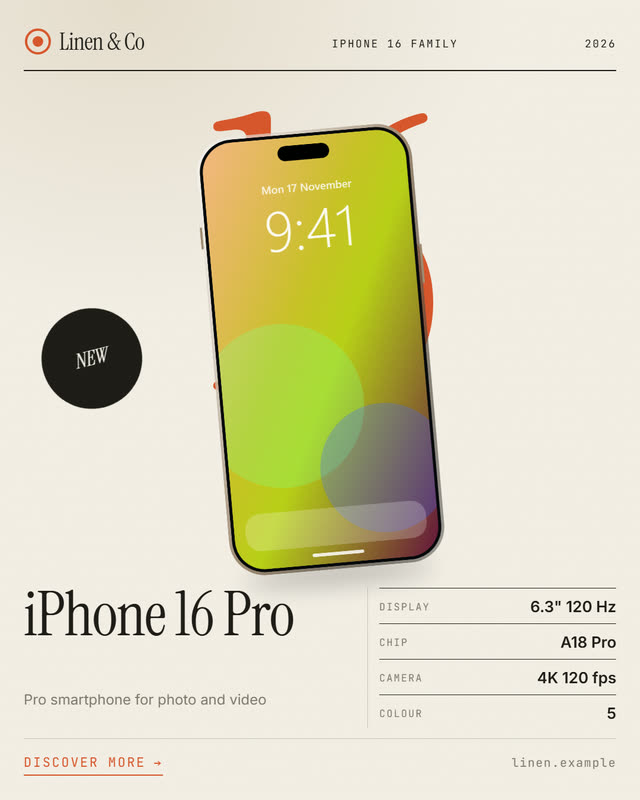 Linen & Co
IPHONE 16 FAMILY
2026
Mon 17 November
9:41
NEW
iPhone 16 Pro
Pro smartphone for photo and video
DISPLAY 6.3" 120 Hz
CHIP A18 Pro
CAMERA 4K 120 fps
COLOUR 5
DISCOVER MORE →
linen.example